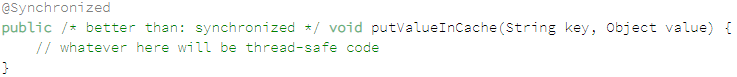 @Synchronized
public /* better than: synchronized */ void putValueInCache(String key, Object value) {
    // whatever here will be thread-safe code
}